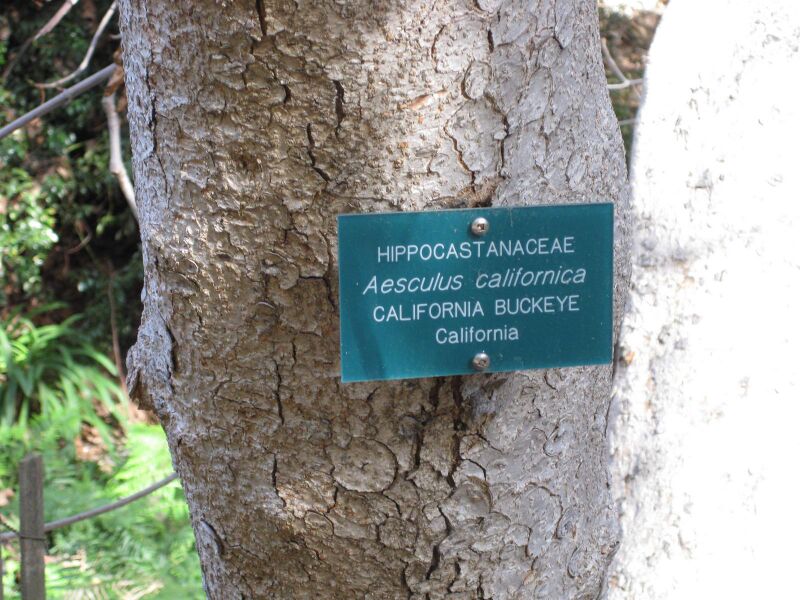 HIPPOCASTANACEAE
Aesculus californica
CALIFORNIA BUCKEYE
California